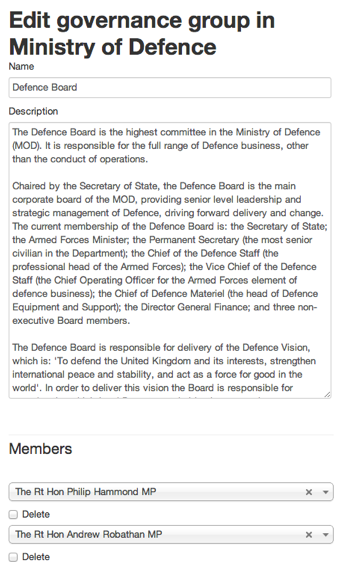 Edit governance group in
Ministry of Defence
Name
Defence Board
Description
The Defence Board is the highest committee in the Ministry of Defence
(MOD). It is responsible for the full range of Defence business, other
than the conduct of operations.
Chaired by the Secretary of State, the Defence Board is the main
corporate board of the MOD, providing senior level leadership and
strategic management of Defence, driving forward delivery and change.
The current membership of the Defence Board is: the Secretary of State;
the Armed Forces Minister; the Permanent Secretary (the most senior
civilian in the Department); the Chief of the Defence Staff (the
professional head of the Armed Forces); the Vice Chief of the Defence
Staff (the Chief Operating Officer for the Armed Forces element of
defence business); the Chief of Defence Materiel (the head of Defence
Equipment and Support); the Director General Finance; and three non-
executive Board members.
The Defence Board is responsible for delivery of the Defence Vision,
which is: 'To defend the United Kingdom and its interests, strengthen
international peace and stability, and act as a force for good in the
world'. In order to deliver this vision the Board is responsible for
Members
The Rt Hon Philip Hammond MP
Delete
The Rt Hon Andrew Robathan MP
Delete